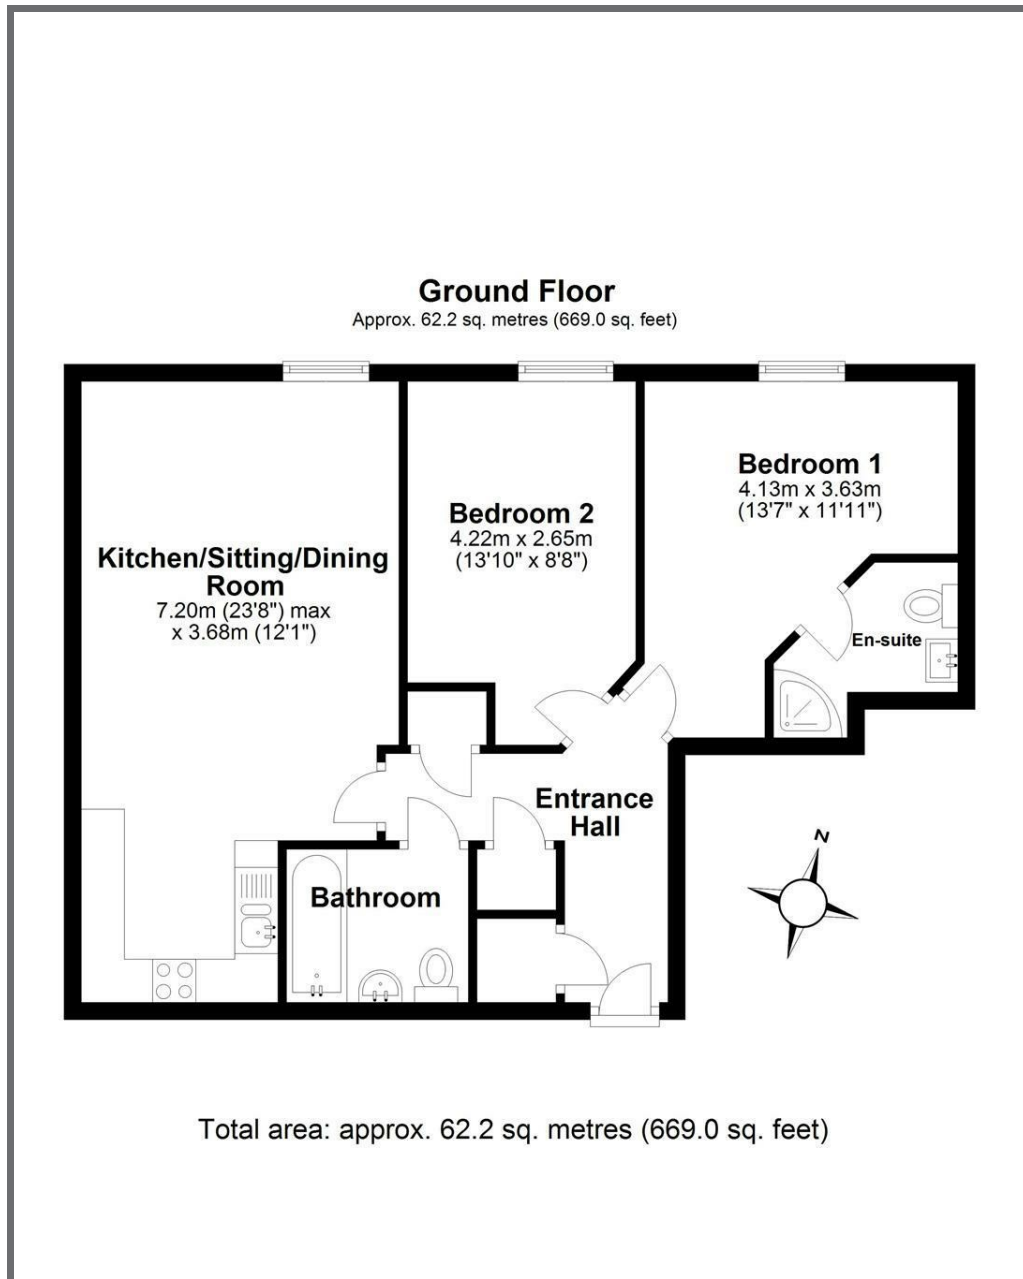 Ground Floor
Approx. 62.2 sq. metres (669.0 sq. feet)
Bedroom 1
4.13m x 3.63m
(13'7" x 11'11")
Bedroom 2
4.22m x 2.65m
(13'10" x 8'8")
Kitchen/Sitting/Dining
Room
7.20m (23'8") max
x 3.68m (12'1")
En-suite
Entrance
Hall
Bathroom
N
Total area: approx. 62.2 sq. metres (669.0 sq. feet)